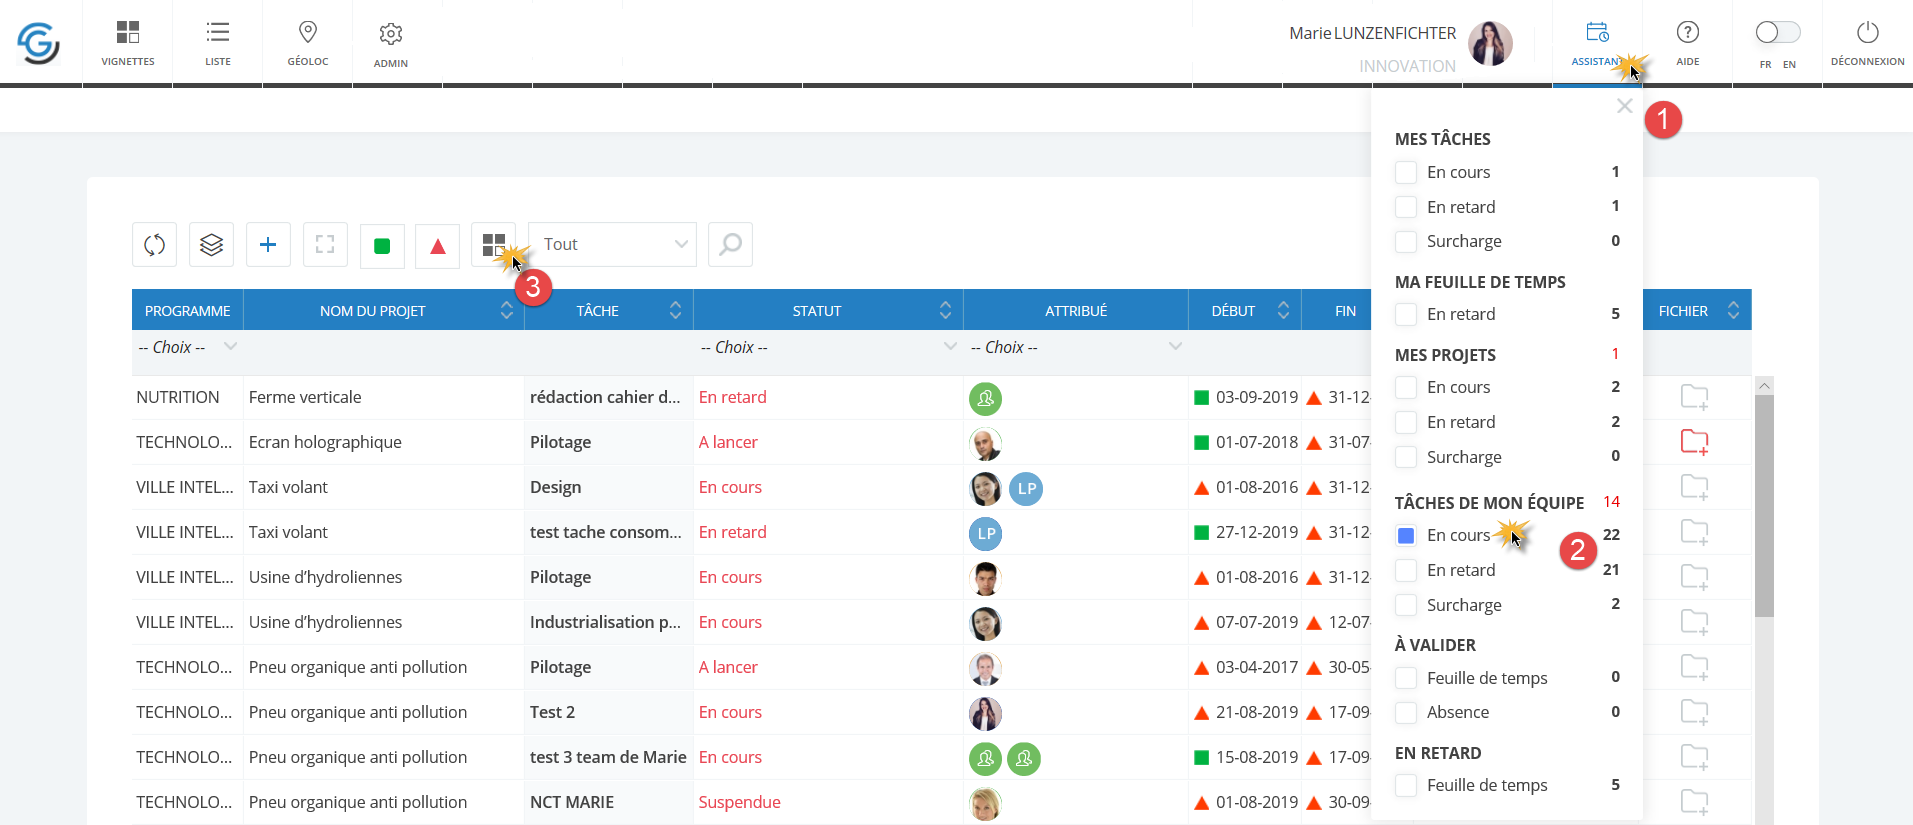 VIGNETTES
LISTE
GÉOLOC
ADMIN
Marie LUNZENFICHTER
INNOVATION
ASSISTAN
AIDE
FR EN
DÉCONNEXION
1
MES TÂCHES
En cours 1
En retard 1
Surcharge 0
MA FEUILLE DE TEMPS
En retard 5
MES PROJETS 1
En cours 2
En retard 2
Surcharge 0
TÂCHES DE MON ÉQUIPE 14
En cours 22
2
En retard 21
Surcharge 2
À VALIDER
Feuille de temps 0
Absence 0
EN RETARD
Feuille de temps 5
Tout
3
PROGRAMME NOM DU PROJET TÂCHE STATUT ATTRIBUÉ DÉBUT FIN FICHIER
-- Choix -- -- Choix -- -- Choix --
NUTRITION Ferme verticale rédaction cahier d... En retard 03-09-2019 31-12-
TECHNOLO... Ecran holographique Pilotage A lancer 01-07-2018 31-07-
VILLE INTEL... Taxi volant Design En cours LP 01-08-2016 31-12-
VILLE INTEL... Taxi volant test tache consom... En retard LP 27-12-2019 31-12-
VILLE INTEL... Usine d’hydroliennes Pilotage En cours 01-08-2016 31-12-
VILLE INTEL... Usine d’hydroliennes Industrialisation p... En cours 07-07-2019 12-07-
TECHNOLO... Pneu organique anti pollution Pilotage A lancer 03-04-2017 30-05-
TECHNOLO... Pneu organique anti pollution Test 2 En cours 21-08-2019 17-09-
TECHNOLO... Pneu organique anti pollution test 3 team de Marie En cours 15-08-2019 17-09-
TECHNOLO... Pneu organique anti pollution NCT MARIE Suspendue 01-08-2019 30-09-